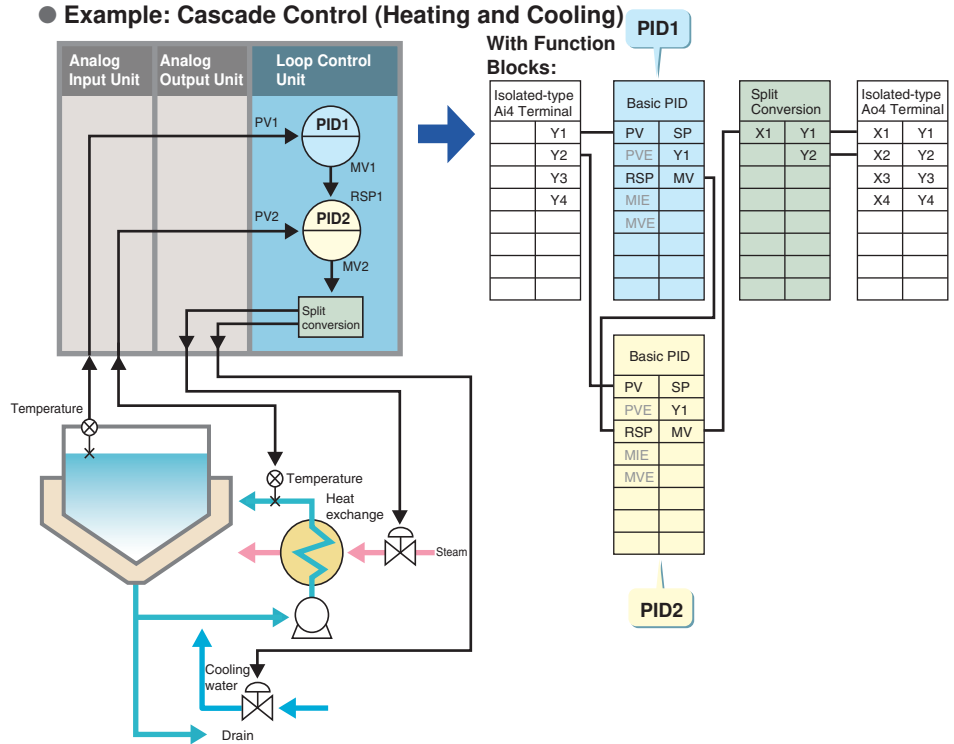 ● Example: Cascade Control (Heating and Cooling)
Analog
Input Unit
Analog
Output Unit
Loop Control
Unit
PV1
PID1
MV1
RSP1
PV2
PID2
MV2
Split
conversion
Temperature
Temperature
Heat
exchange
Steam
Cooling
water
Drain
With Function
Blocks:
PID1
Isolated-type
Ai4 Terminal
Y1
Y2
Y3
Y4
Basic PID
PV SP
PVE Y1
RSP MV
MIE
MVE
Split
Conversion
X1 Y1
Y2
Isolated-type
Ao4 Terminal
X1 Y1
X2 Y2
X3 Y3
X4 Y4
Basic PID
PV SP
PVE Y1
RSP MV
MIE
MVE
PID2